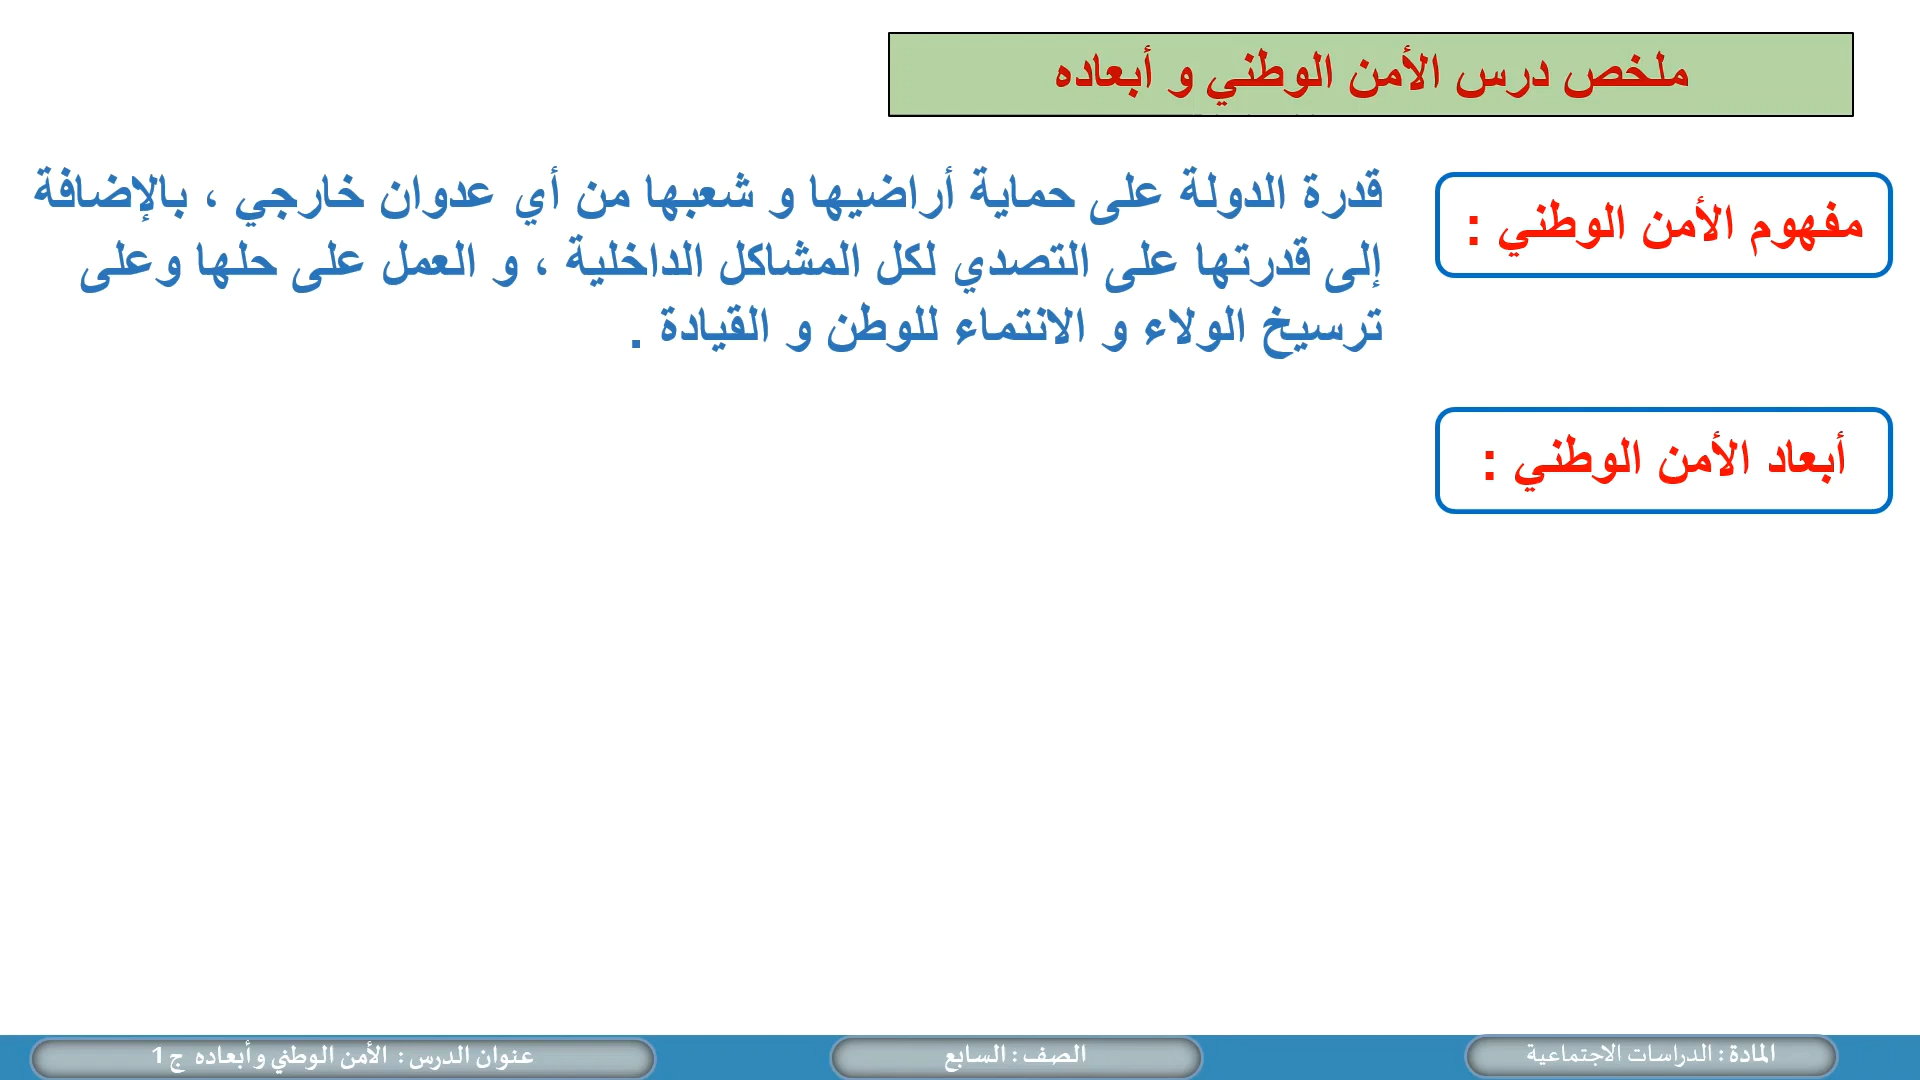 ملخص درس الأمن الوطني و أبعاده
مفهوم الأمن الوطني :
قدرة الدولة على حماية أراضيها و شعبها من أي عدوان خارجي ، بالإضافة
إلى قدرتها على التصدي لكل المشاكل الداخلية ، و العمل على حلها وعلى
ترسيخ الولاء و الانتماء للوطن و القيادة .
أبعاد الأمن الوطني :
المادة : الدراسات الاجتماعية
الصف : السابع
عنوان الدرس : الأمن الوطني وأبعاده ج 1